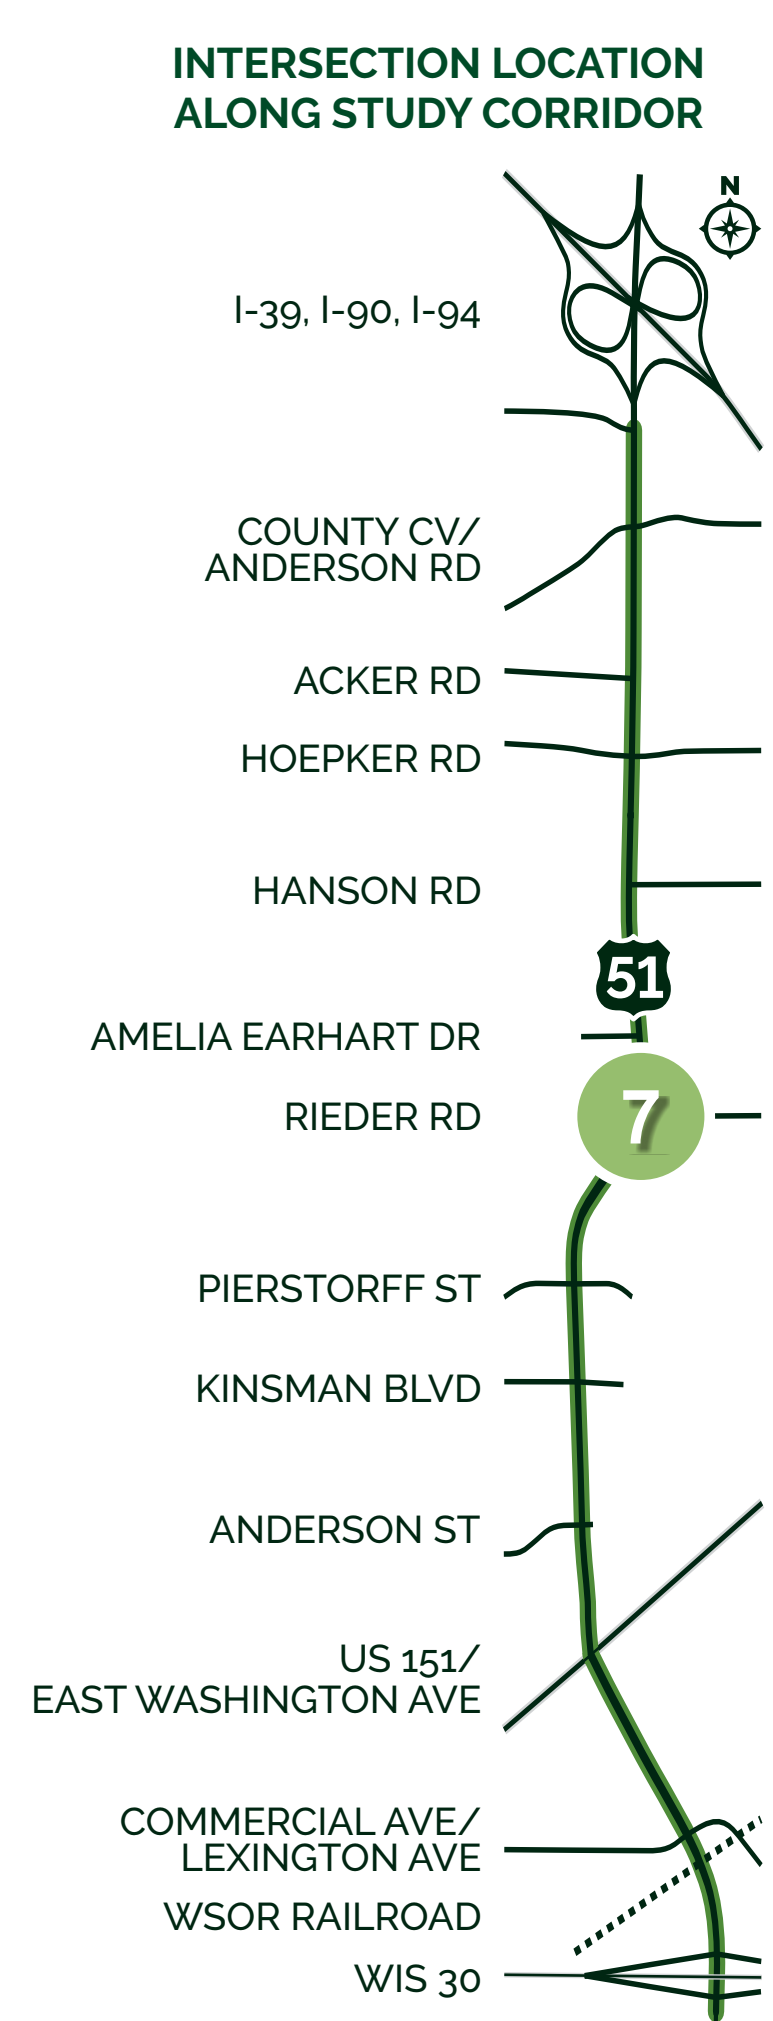 INTERSECTION LOCATION
ALONG STUDY CORRIDOR
N
I-39, I-90, I-94
COUNTY CV/
ANDERSON RD
ACKER RD
HOEPKER RD
HANSON RD
51
AMELIA EARHART DR
RIEDER RD
7
PIERSTORFF ST
KINSMAN BLVD
ANDERSON ST
US 151/
EAST WASHINGTON AVE
COMMERCIAL AVE/
LEXINGTON AVE
WSOR RAILROAD
WIS 30